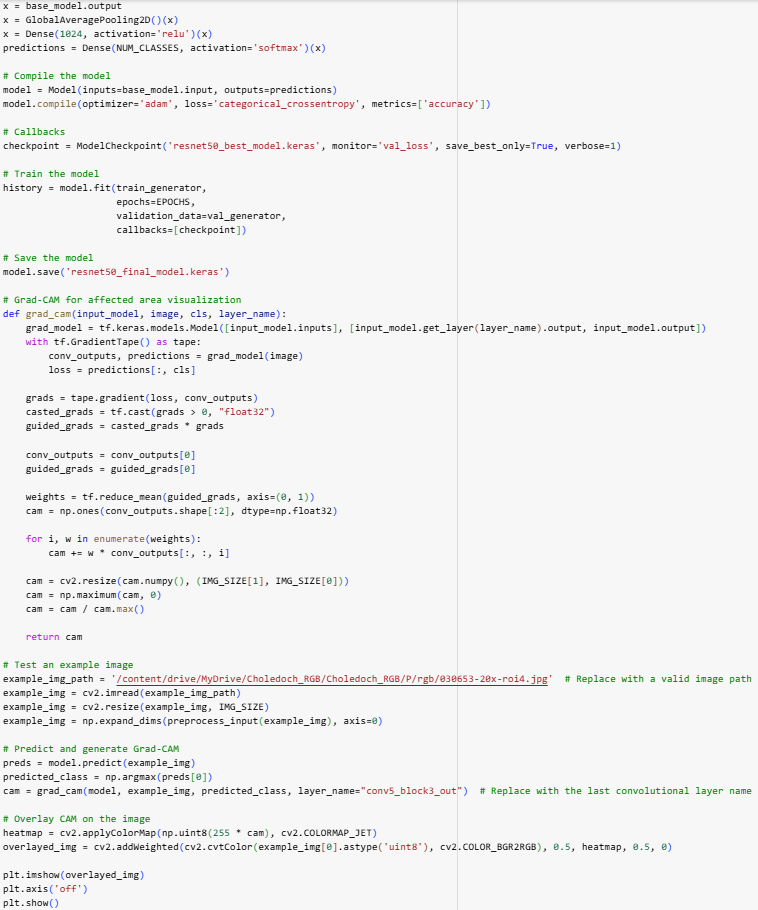 x = base_model.output
x = GlobalAveragePooling2D()(x)
x = Dense(1024, activation='relu')(x)
predictions = Dense(NUM_CLASSES, activation='softmax')(x)

# Compile the model
model = Model(inputs=base_model.input, outputs=predictions)
model.compile(optimizer='adam', loss='categorical_crossentropy', metrics=['accuracy'])

# Callbacks
checkpoint = ModelCheckpoint('resnet50_best_model.keras', monitor='val_loss', save_best_only=True, verbose=1)

# Train the model
history = model.fit(train_generator,
                    epochs=EPOCHS,
                    validation_data=val_generator,
                    callbacks=[checkpoint])

# Save the model
model.save('resnet50_final_model.keras')

# Grad-CAM for affected area visualization
def grad_cam(input_model, image, cls, layer_name):
    grad_model = tf.keras.models.Model([input_model.inputs], [input_model.get_layer(layer_name).output, input_model.output])
    with tf.GradientTape() as tape:
        conv_outputs, predictions = grad_model(image)
        loss = predictions[:, cls]

    grads = tape.gradient(loss, conv_outputs)
    casted_grads = tf.cast(grads > 0, "float32")
    guided_grads = casted_grads * grads

    conv_outputs = conv_outputs[0]
    guided_grads = guided_grads[0]

    weights = tf.reduce_mean(guided_grads, axis=(0, 1))
    cam = np.ones(conv_outputs.shape[:2], dtype=np.float32)

    for i, w in enumerate(weights):
        cam += w * conv_outputs[:, :, i]

    cam = cv2.resize(cam.numpy(), (IMG_SIZE[1], IMG_SIZE[0]))
    cam = np.maximum(cam, 0)
    cam = cam / cam.max()

    return cam

# Test an example image
example_img_path = '/content/drive/MyDrive/Choledoch_RGB/Choledoch_RGB/P/rgb/030653-20x-roi4.jpg'  # Replace with a valid image path
example_img = cv2.imread(example_img_path)
example_img = cv2.resize(example_img, IMG_SIZE)
example_img = np.expand_dims(preprocess_input(example_img), axis=0)

# Predict and generate Grad-CAM
preds = model.predict(example_img)
predicted_class = np.argmax(preds[0])
cam = grad_cam(model, example_img, predicted_class, layer_name="conv5_block3_out")  # Replace with the last convolutional layer name

# Overlay CAM on the image
heatmap = cv2.applyColorMap(np.uint8(255 * cam), cv2.COLORMAP_JET)
overlayed_img = cv2.addWeighted(cv2.cvtColor(example_img[0].astype('uint8'), cv2.COLOR_BGR2RGB), 0.5, heatmap, 0.5, 0)

plt.imshow(overlayed_img)
plt.axis('off')
plt.show()